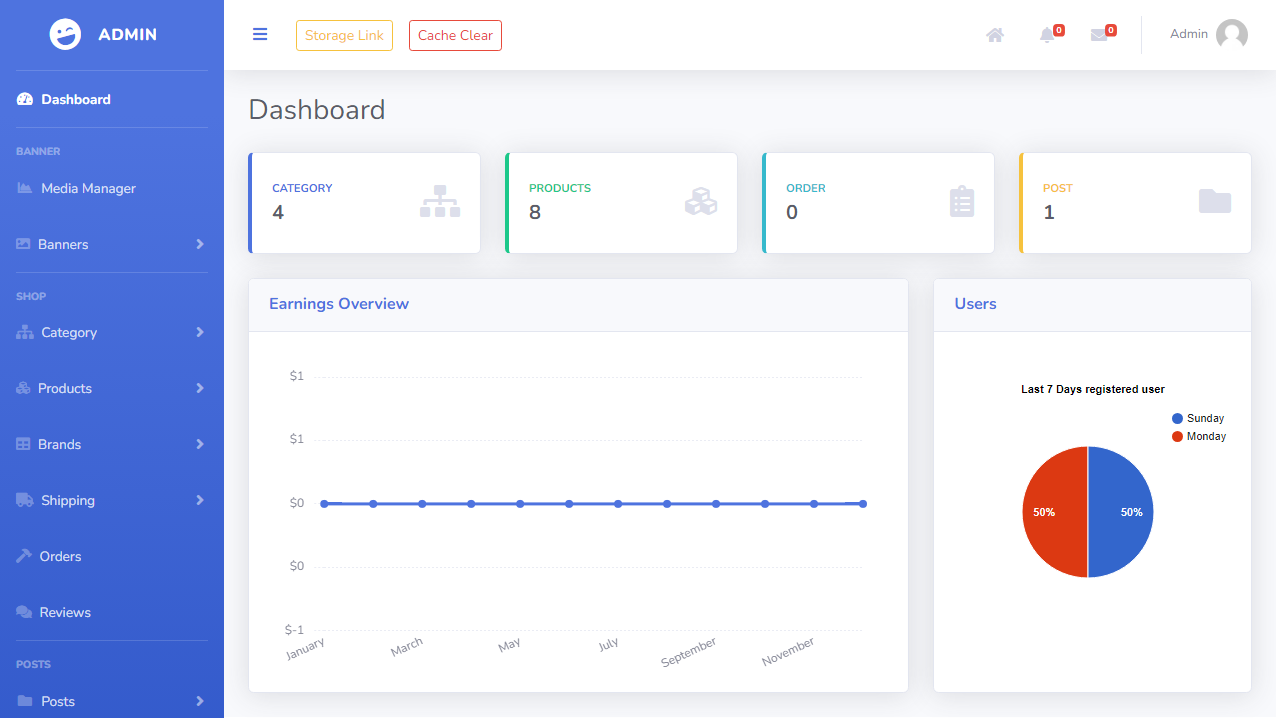 ADMIN
Storage Link
Cache Clear
0
0
Admin
Dashboard
BANNER
Media Manager
Banners
SHOP
Category
Products
Brands
Shipping
Orders
Reviews
POSTS
Posts
Dashboard
CATEGORY
4
PRODUCTS
8
ORDER
0
POST
1
Earnings Overview
$1
$1
$0
$0
$-1
January
March
May
July
September
November
Users
Last 7 Days registered user
Sunday
Monday
50%
50%